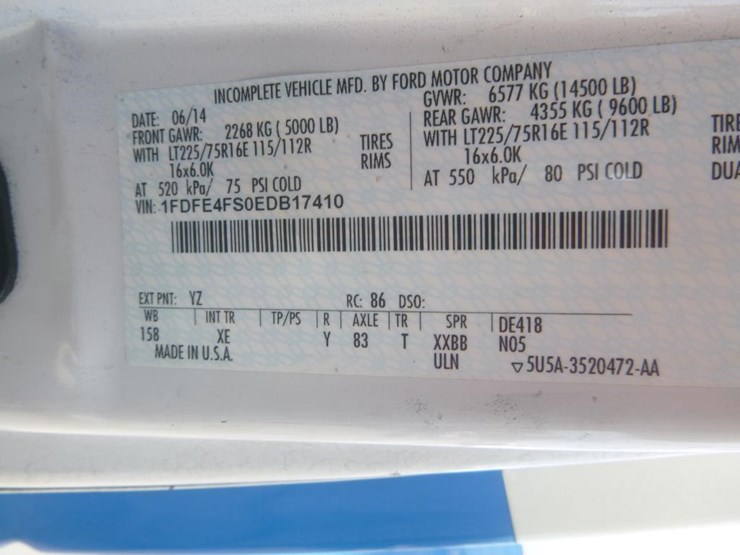 INCOMPLETE VEHICLE MFD. BY FORD MOTOR COMPANY
DATE: 06/14 GVWR: 6577 KG (14500 LB)
FRONT GAWR: 2268 KG ( 5000 LB) REAR GAWR: 4355 KG ( 9600 LB)
WITH LT225/75R16E 115/112R TIRES WITH LT225/75R16E 115/112R TIRE
16x6.0K RIMS 16x6.0K RIM
AT 520 kPa/ 75 PSI COLD AT 550 kPa/ 80 PSI COLD DUA
VIN: 1FDFE4FS0EDB17410
EXT PNT: YZ RC: 86 DSO:
WB INT TR TP/PS R AXLE TR SPR DE418
158 XE Y 83 T XXBB N05
MADE IN U.S.A. ULN ▽5U5A-3520472-AA